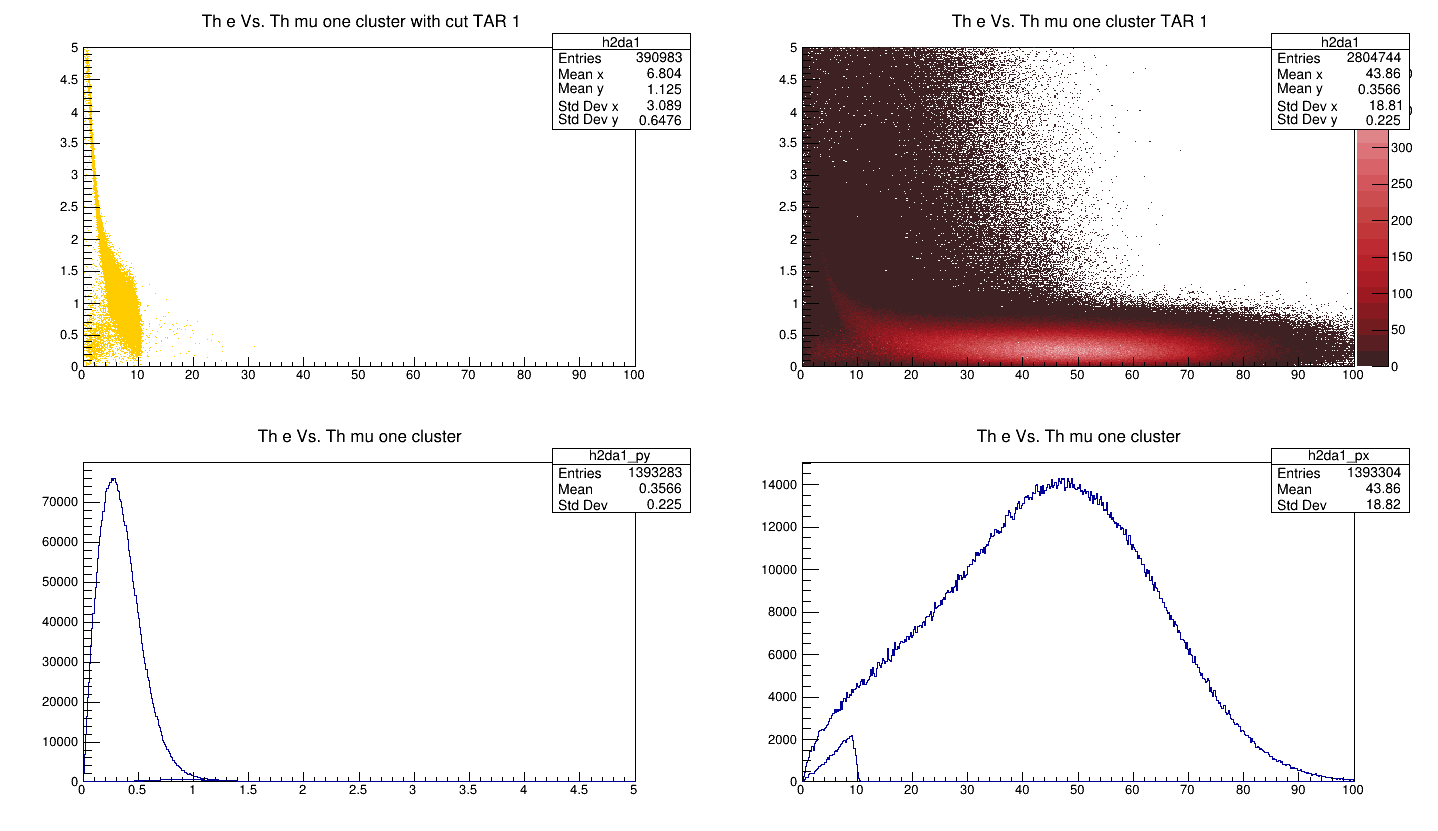 Th e Vs. Th mu one cluster with cut TAR 1
h2da1
Entries 390983
Mean x 6.804
Mean y 1.125
Std Dev x 3.089
Std Dev y 0.6476
5
4.5
4
3.5
3
2.5
2
1.5
1
0.5
0
0 10 20 30 40 50 60 70 80 90 100
Th e Vs. Th mu one cluster TAR 1
h2da1
Entries 2804744
Mean x 43.86
Mean y 0.3566
Std Dev x 18.81
Std Dev y 0.225
5
4.5
4
3.5
3
2.5
2
1.5
1
0.5
0
0 10 20 30 40 50 60 70 80 90 100
300
250
200
150
100
50
0
Th e Vs. Th mu one cluster
h2da1_py
Entries 1393283
Mean 0.3566
Std Dev 0.225
70000
60000
50000
40000
30000
20000
10000
0
0 0.5 1 1.5 2 2.5 3 3.5 4 4.5 5
Th e Vs. Th mu one cluster
h2da1_px
Entries 1393304
Mean 43.86
Std Dev 18.82
14000
12000
10000
8000
6000
4000
2000
0
0 10 20 30 40 50 60 70 80 90 100